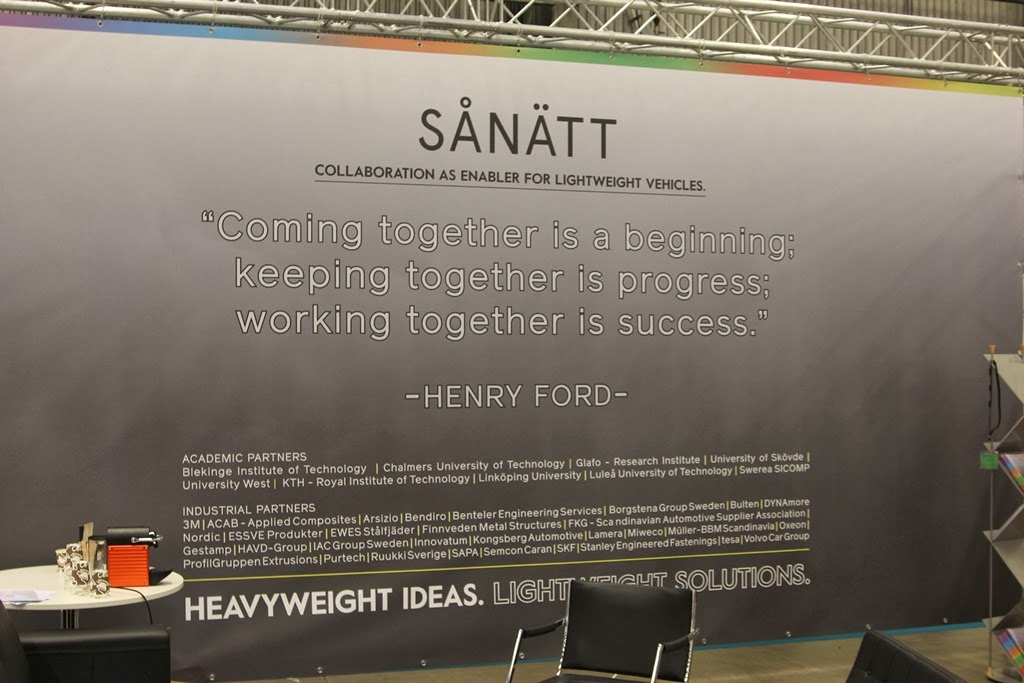 SÅNÄTT
COLLABORATION AS ENABLER FOR LIGHTWEIGHT VEHICLES.
“Coming together is a beginning;
keeping together is progress;
working together is success.”
-HENRY FORD-
ACADEMIC PARTNERS
Blekinge Institute of Technology | Chalmers University of Technology | Glafo - Research Institute | University of Skövde |
University West | KTH - Royal Institute of Technology | Linköping University | Luleå University of Technology | Swerea SICOMP
INDUSTRIAL PARTNERS
3M | ACAB - Applied Composites | Arsizio | Bendiro | Benteler Engineering Services | Borgstena Group Sweden | Bulten | DYNAmore
Nordic | ESSVE Produkter | EWES Stålfjäder | Finnveden Metal Structures | FKG - Scandinavian Automotive Supplier Association |
Gestamp | HAVD-Group | IAC Group Sweden | Innovatum | Kongsberg Automotive | Lamera | Miweco | Müller-BBM Scandinavia | Oxeon |
ProfilGruppen Extrusions | Purtech | Ruukki Sverige | SAPA | Semcon Caran | SKF | Stanley Engineered Fastenings | tesa | Volvo Car Group
HEAVYWEIGHT IDEAS. LIGHTWEIGHT SOLUTIONS.